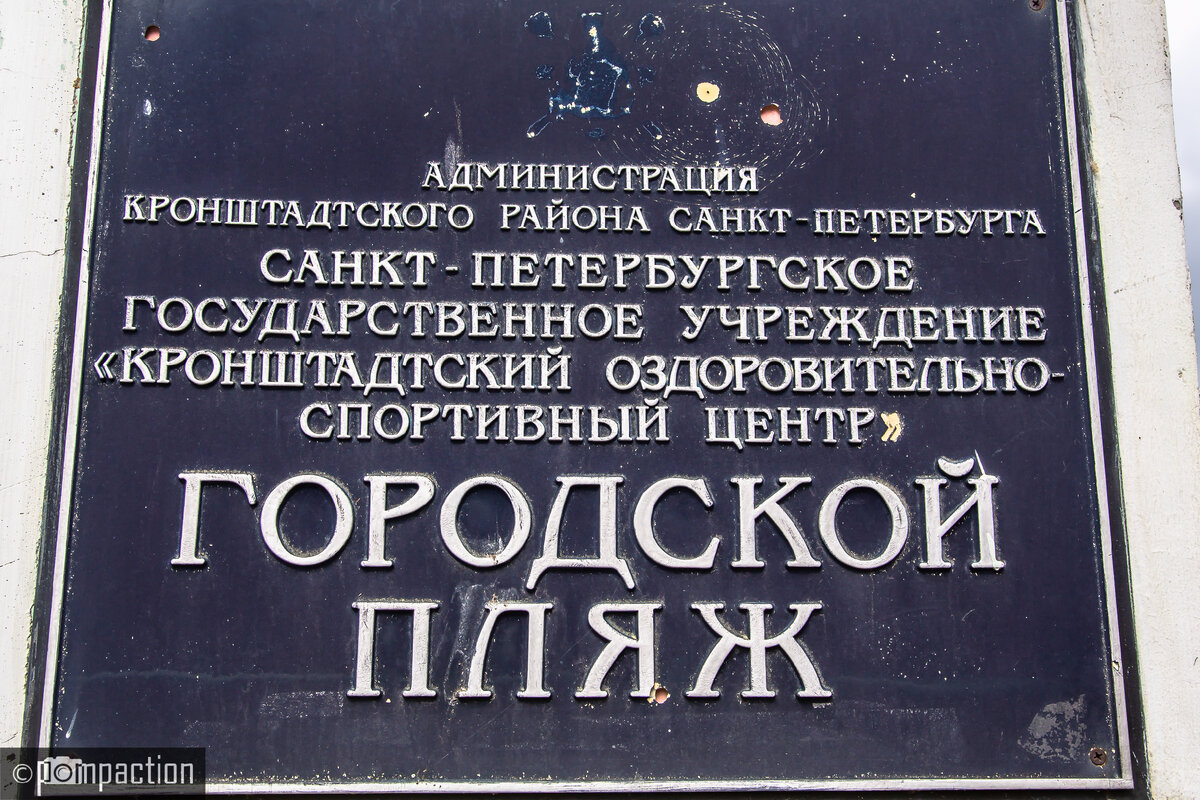 АДМИНИСТРАЦИЯ
КРОНШТАДТСКОГО РАЙОНА САНКТ-ПЕТЕРБУРГА
САНКТ-ПЕТЕРБУРГСКОЕ
ГОСУДАРСТВЕННОЕ УЧРЕЖДЕНИЕ
«КРОНШТАДТСКИЙ ОЗДОРОВИТЕЛЬНО-
СПОРТИВНЫЙ ЦЕНТР»
ГОРОДСКОЙ
ПЛЯЖ
© pompaction